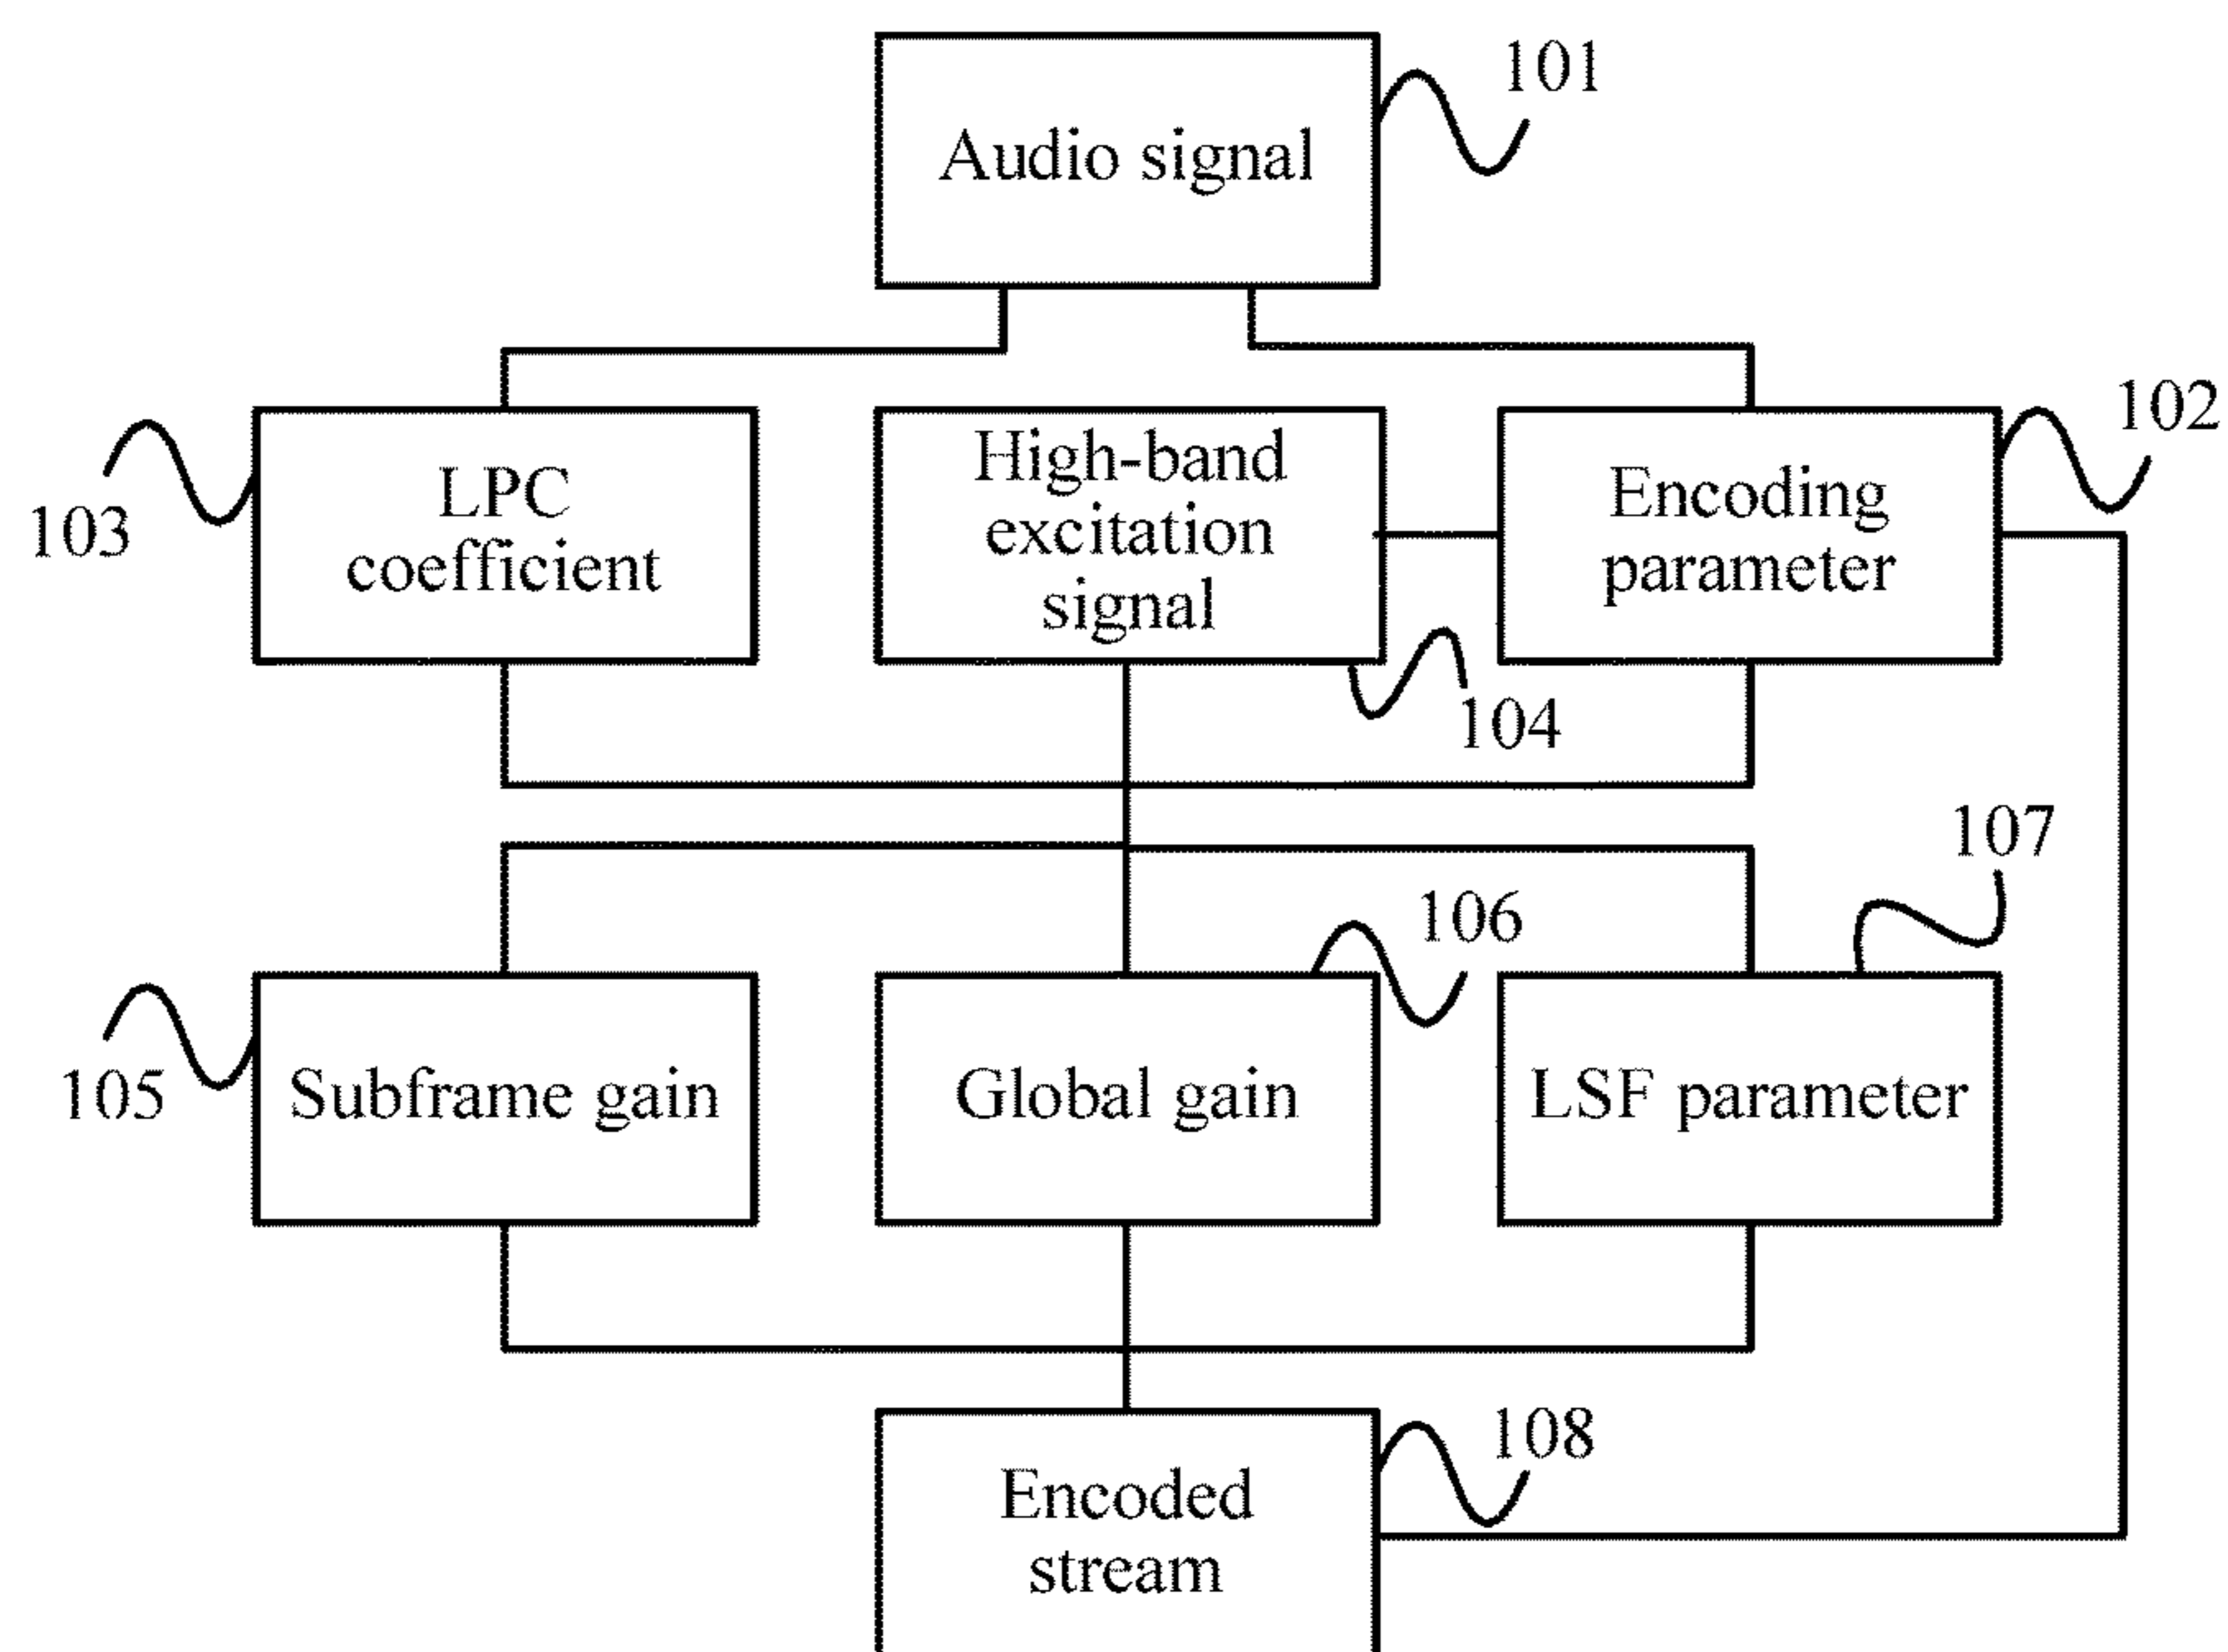 101
Audio signal
102
103
LPC
coefficient
High-band
excitation
signal
Encoding
parameter
104
107
106
105
Subframe gain
Global gain
LSF parameter
108
Encoded
stream